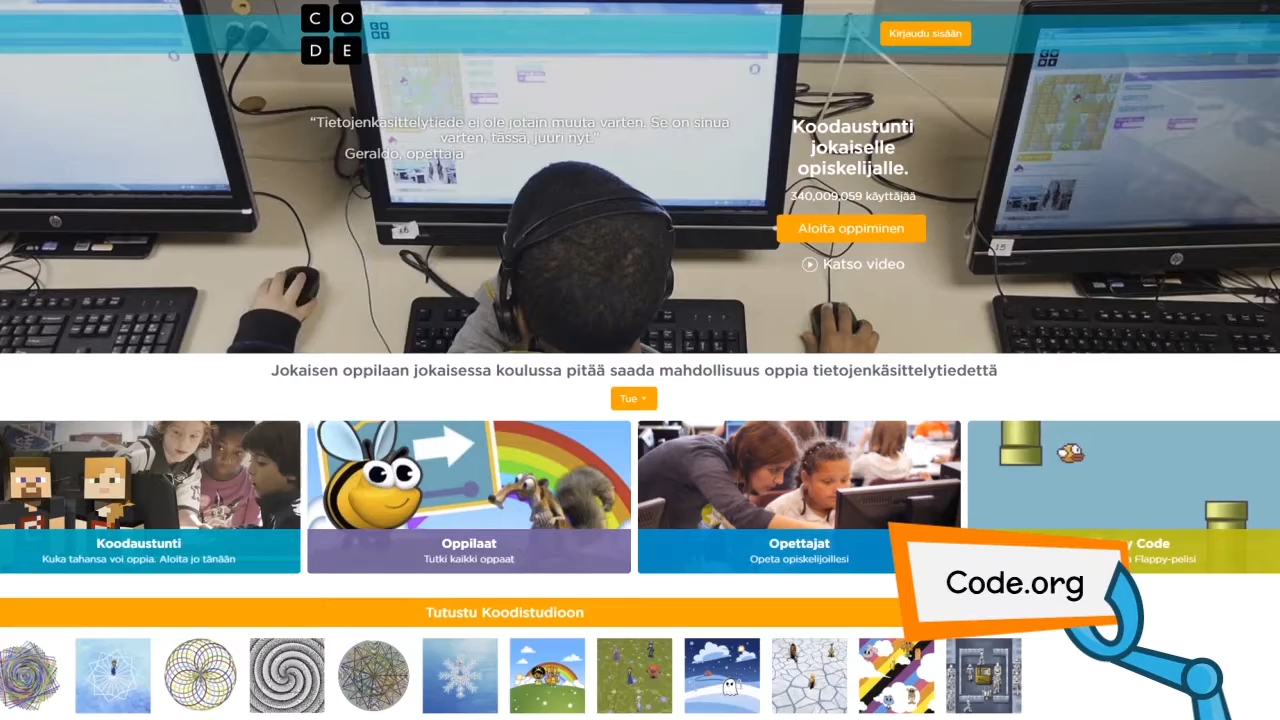 C O
D E
Kirjaudu sisään
“Tietojenkäsittelytiede ei ole jotain muuta varten. Se on sinua
varten, tässä, juuri nyt.”
Geraldo, opettaja
Koodaustunti
jokaiselle
opiskelijalle.
340,009,059 käyttäjää
Aloita oppiminen
Katso video
16
15
Jokaisen oppilaan jokaisessa koulussa pitää saada mahdollisuus oppia tietojenkäsittelytiedettä
Tue
Koodaustunti
Kuka tahansa voi oppia. Aloita jo tänään
Oppilaat
Tutki kaikki oppaat
Opettajat
Opeta opiskelijoillesi
y Code
Flappy-pelisi
Code.org
Tutustu Koodistudioon